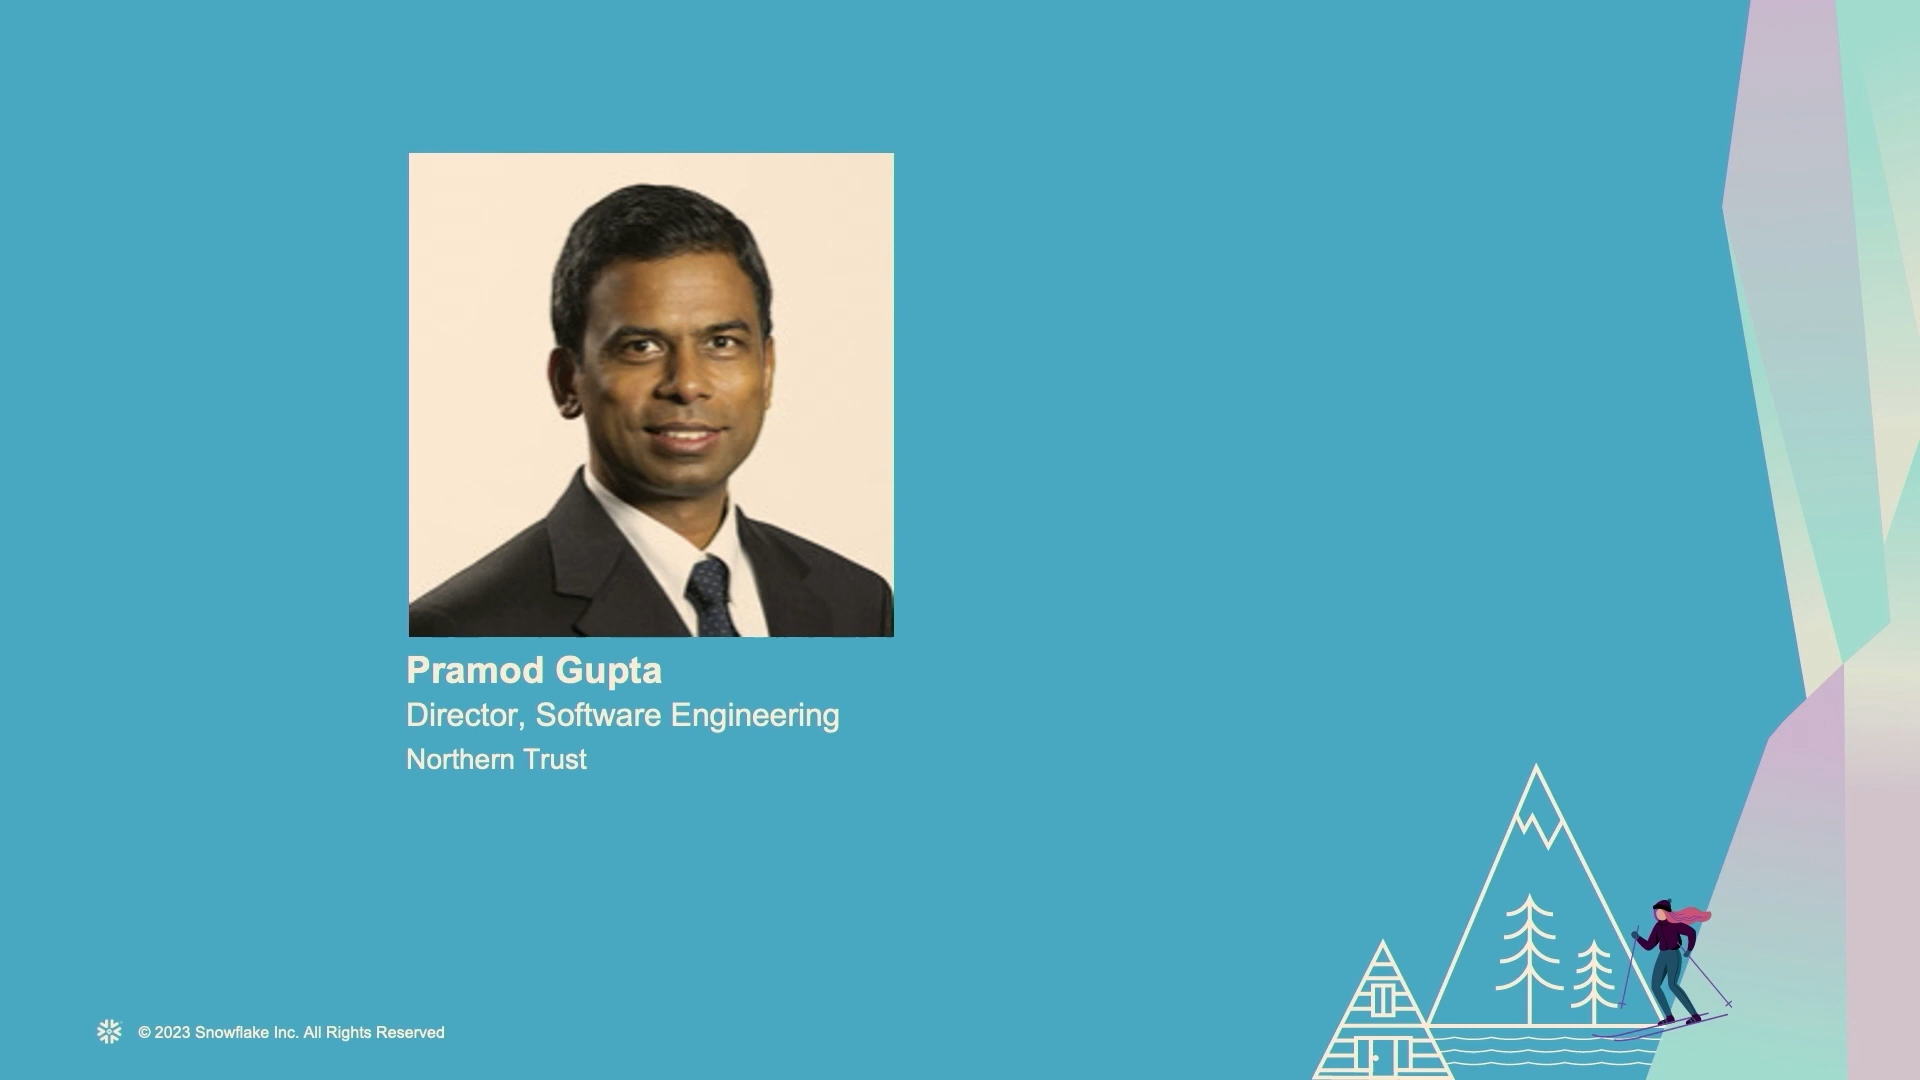 Pramod Gupta
Director, Software Engineering
Northern Trust
© 2023 Snowflake Inc. All Rights Reserved